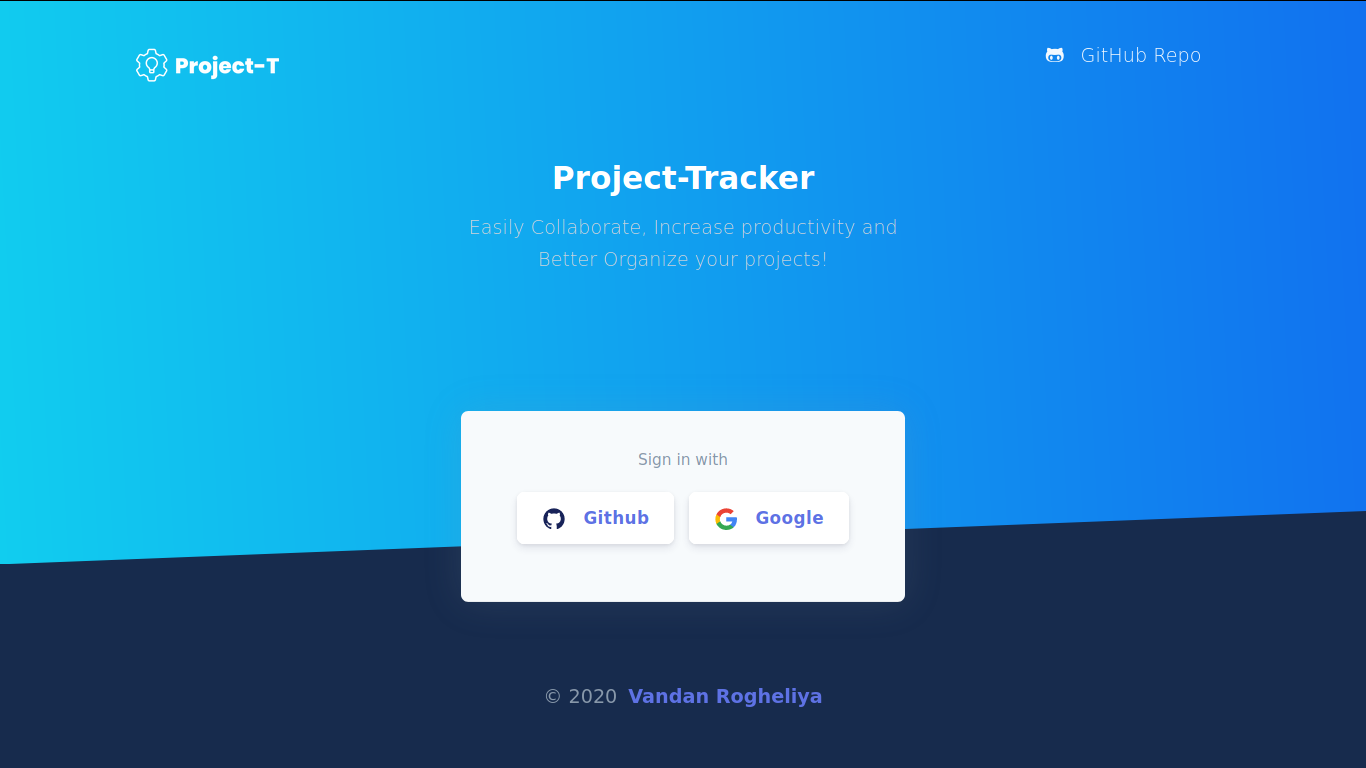 Project-T
GitHub Repo
Project-Tracker
Easily Collaborate, Increase productivity and
Better Organize your projects!
Sign in with
Github
Google
© 2020 Vandan Rogheliya